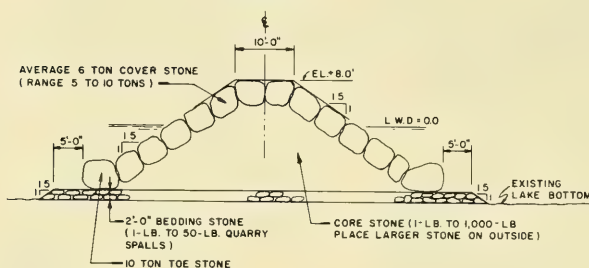 ℄
10'-0"
AVERAGE 6 TON COVER STONE
(RANGE 5 TO 10 TONS)
EL.+8.0'
1.5
1
L.W.D.=0.0
5'-0"
1.5
1
5'-0"
1.5
1
1.5
1
EXISTING
LAKE BOTTOM
2'-0" BEDDING STONE
(1-LB. TO 50-LB. QUARRY
SPALLS)
CORE STONE (1-LB. TO 1,000-LB
PLACE LARGER STONE ON OUTSIDE)
10 TON TOE STONE